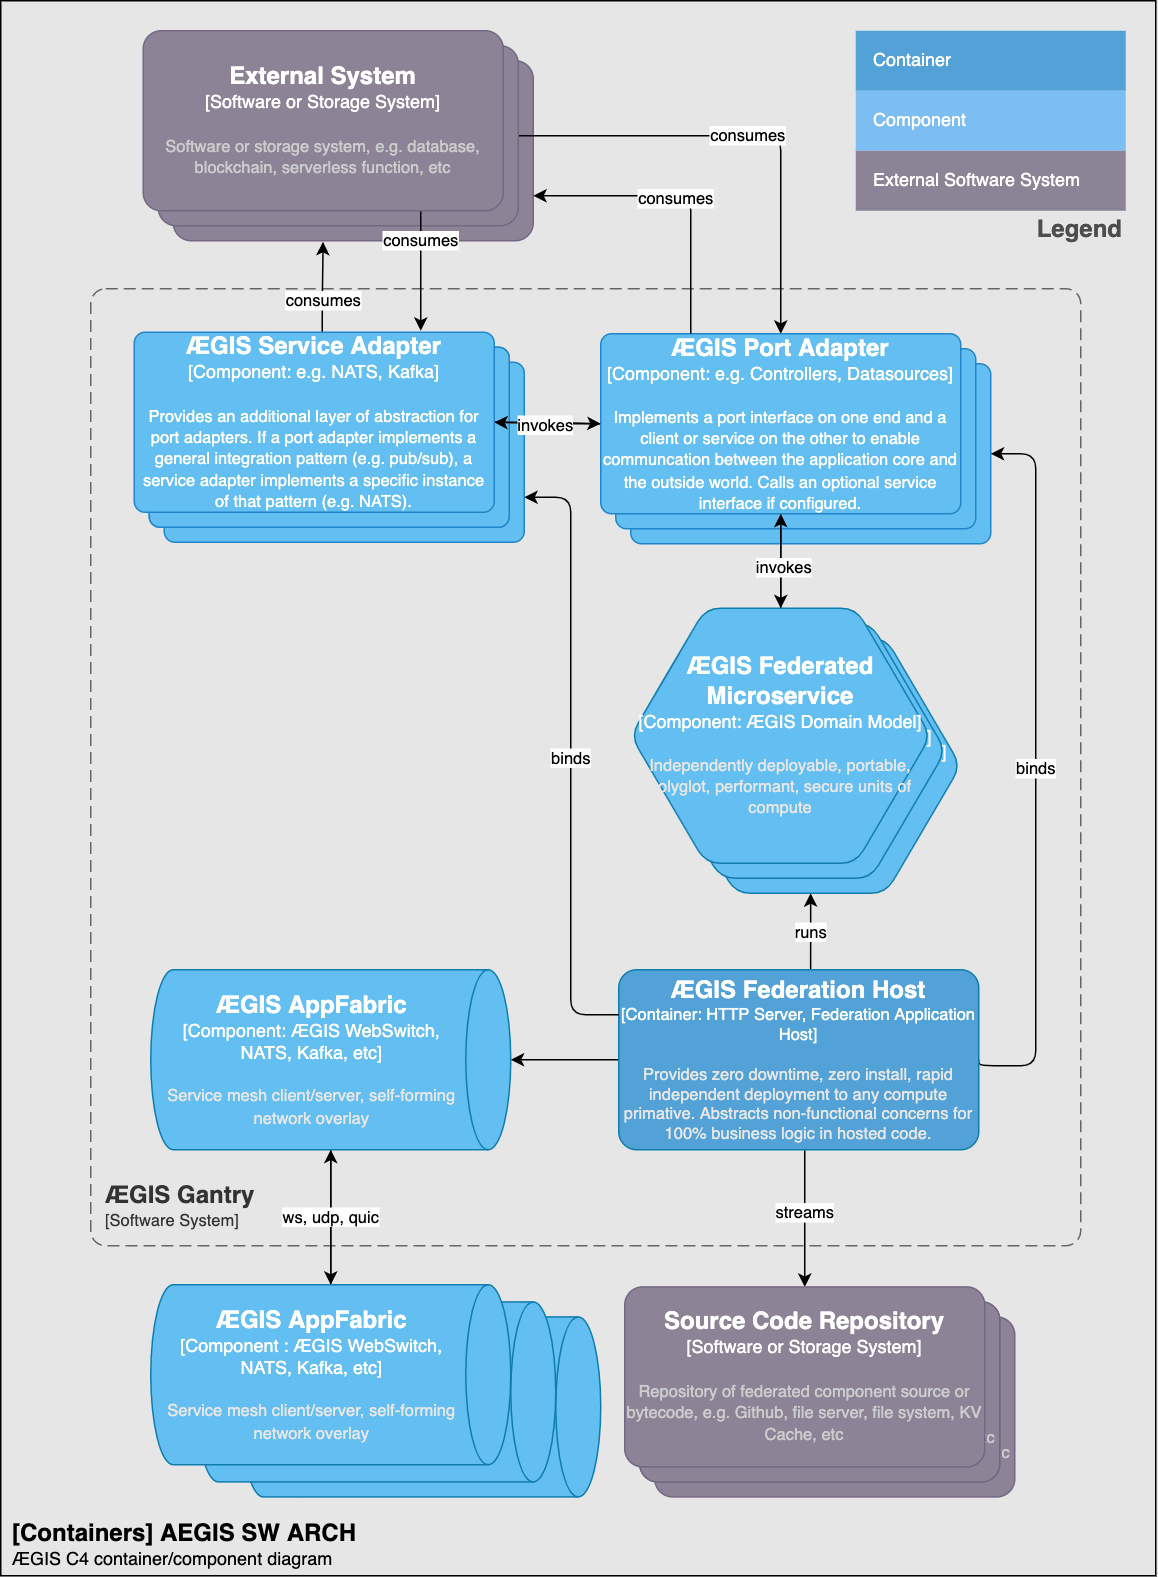 External System
[Software or Storage System]
Software or storage system, e.g. database,
blockchain, serverless function, etc
Container
Component
External Software System
Legend
consumes
consumes
consumes
consumes
ÆGIS Service Adapter
[Component: e.g. NATS, Kafka]
Provides an additional layer of abstraction for
port adapters. If a port adapter implements a
general integration pattern (e.g. pub/sub), a
service adapter implements a specific instance
of that pattern (e.g. NATS).
invokes
ÆGIS Port Adapter
[Component: e.g. Controllers, Datasources]
Implements a port interface on one end and a
client or service on the other to enable
communcation between the application core and
the outside world. Calls an optional service
interface if configured.
invokes
ÆGIS Federated
Microservice
[Component: ÆGIS Domain Model]
]
]
Independently deployable, portable,
olyglot, performant, secure units of
compute
binds
binds
runs
ÆGIS AppFabric
[Component: ÆGIS WebSwitch,
NATS, Kafka, etc]
Service mesh client/server, self-forming
network overlay
ÆGIS Federation Host
[Container: HTTP Server, Federation Application
Host]
Provides zero downtime, zero install, rapid
independent deployment to any compute
primative. Abstracts non-functional concerns for
100% business logic in hosted code.
ÆGIS Gantry
[Software System]
ws, udp, quic
streams
ÆGIS AppFabric
[Component : ÆGIS WebSwitch,
NATS, Kafka, etc]
Service mesh client/server, self-forming
network overlay
Source Code Repository
[Software or Storage System]
Repository of federated component source or
bytecode, e.g. Github, file server, file system, KV
Cache, etc
c
c
[Containers] AEGIS SW ARCH
ÆGIS C4 container/component diagram